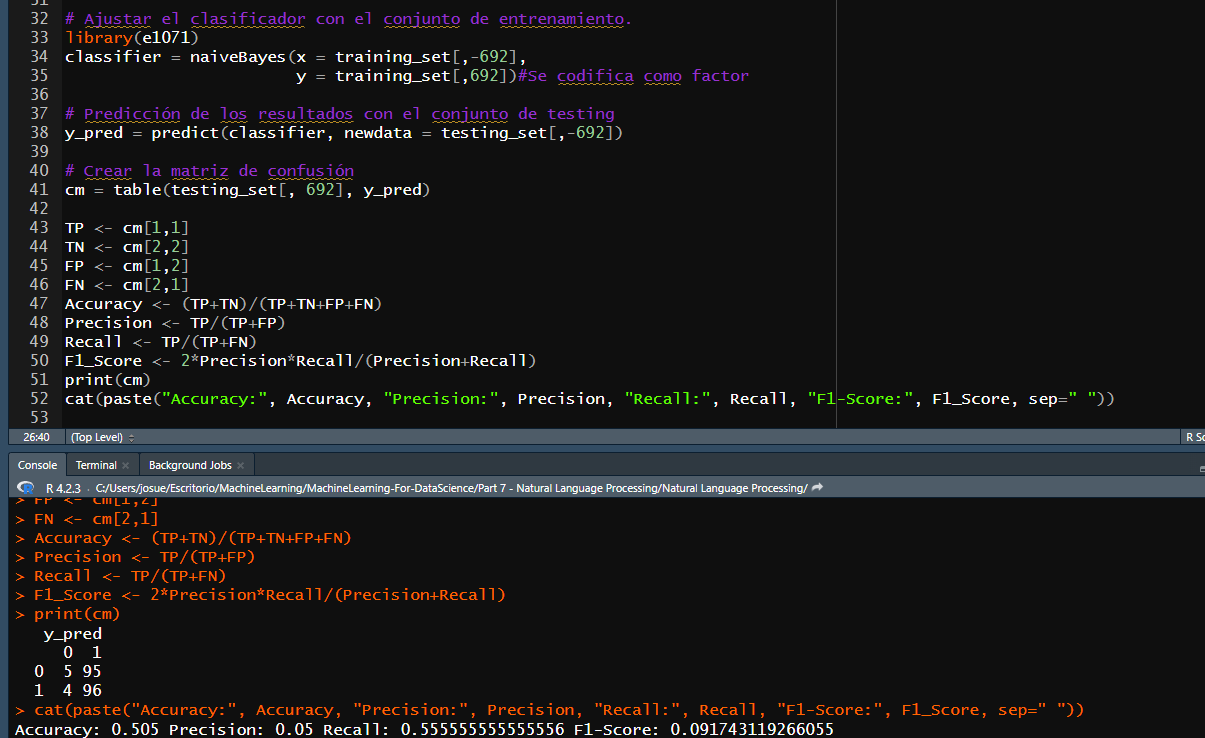 31
32 # Ajustar el clasificador con el conjunto de entrenamiento.
33 library(e1071)
34 classifier = naiveBayes(x = training_set[,-692],
35 y = training_set[,692])#Se codifica como factor
36
37 # Predicción de los resultados con el conjunto de testing
38 y_pred = predict(classifier, newdata = testing_set[,-692])
39
40 # Crear la matriz de confusión
41 cm = table(testing_set[, 692], y_pred)
42
43 TP <- cm[1,1]
44 TN <- cm[2,2]
45 FP <- cm[1,2]
46 FN <- cm[2,1]
47 Accuracy <- (TP+TN)/(TP+TN+FP+FN)
48 Precision <- TP/(TP+FP)
49 Recall <- TP/(TP+FN)
50 F1_Score <- 2*Precision*Recall/(Precision+Recall)
51 print(cm)
52 cat(paste("Accuracy:", Accuracy, "Precision:", Precision, "Recall:", Recall, "F1-Score:", F1_Score, sep=" "))
53
26:40 (Top Level) R Sc
Console Terminal Background Jobs
R 4.2.3 · C:/Users/josue/Escritorio/MachineLearning/MachineLearning-For-DataScience/Part 7 - Natural Language Processing/Natural Language Processing/
> FP <- cm[1,2]
> FN <- cm[2,1]
> Accuracy <- (TP+TN)/(TP+TN+FP+FN)
> Precision <- TP/(TP+FP)
> Recall <- TP/(TP+FN)
> F1_Score <- 2*Precision*Recall/(Precision+Recall)
> print(cm)
y_pred
0 1
0 5 95
1 4 96
> cat(paste("Accuracy:", Accuracy, "Precision:", Precision, "Recall:", Recall, "F1-Score:", F1_Score, sep=" "))
Accuracy: 0.505 Precision: 0.05 Recall: 0.555555555555556 F1-Score: 0.091743119266055